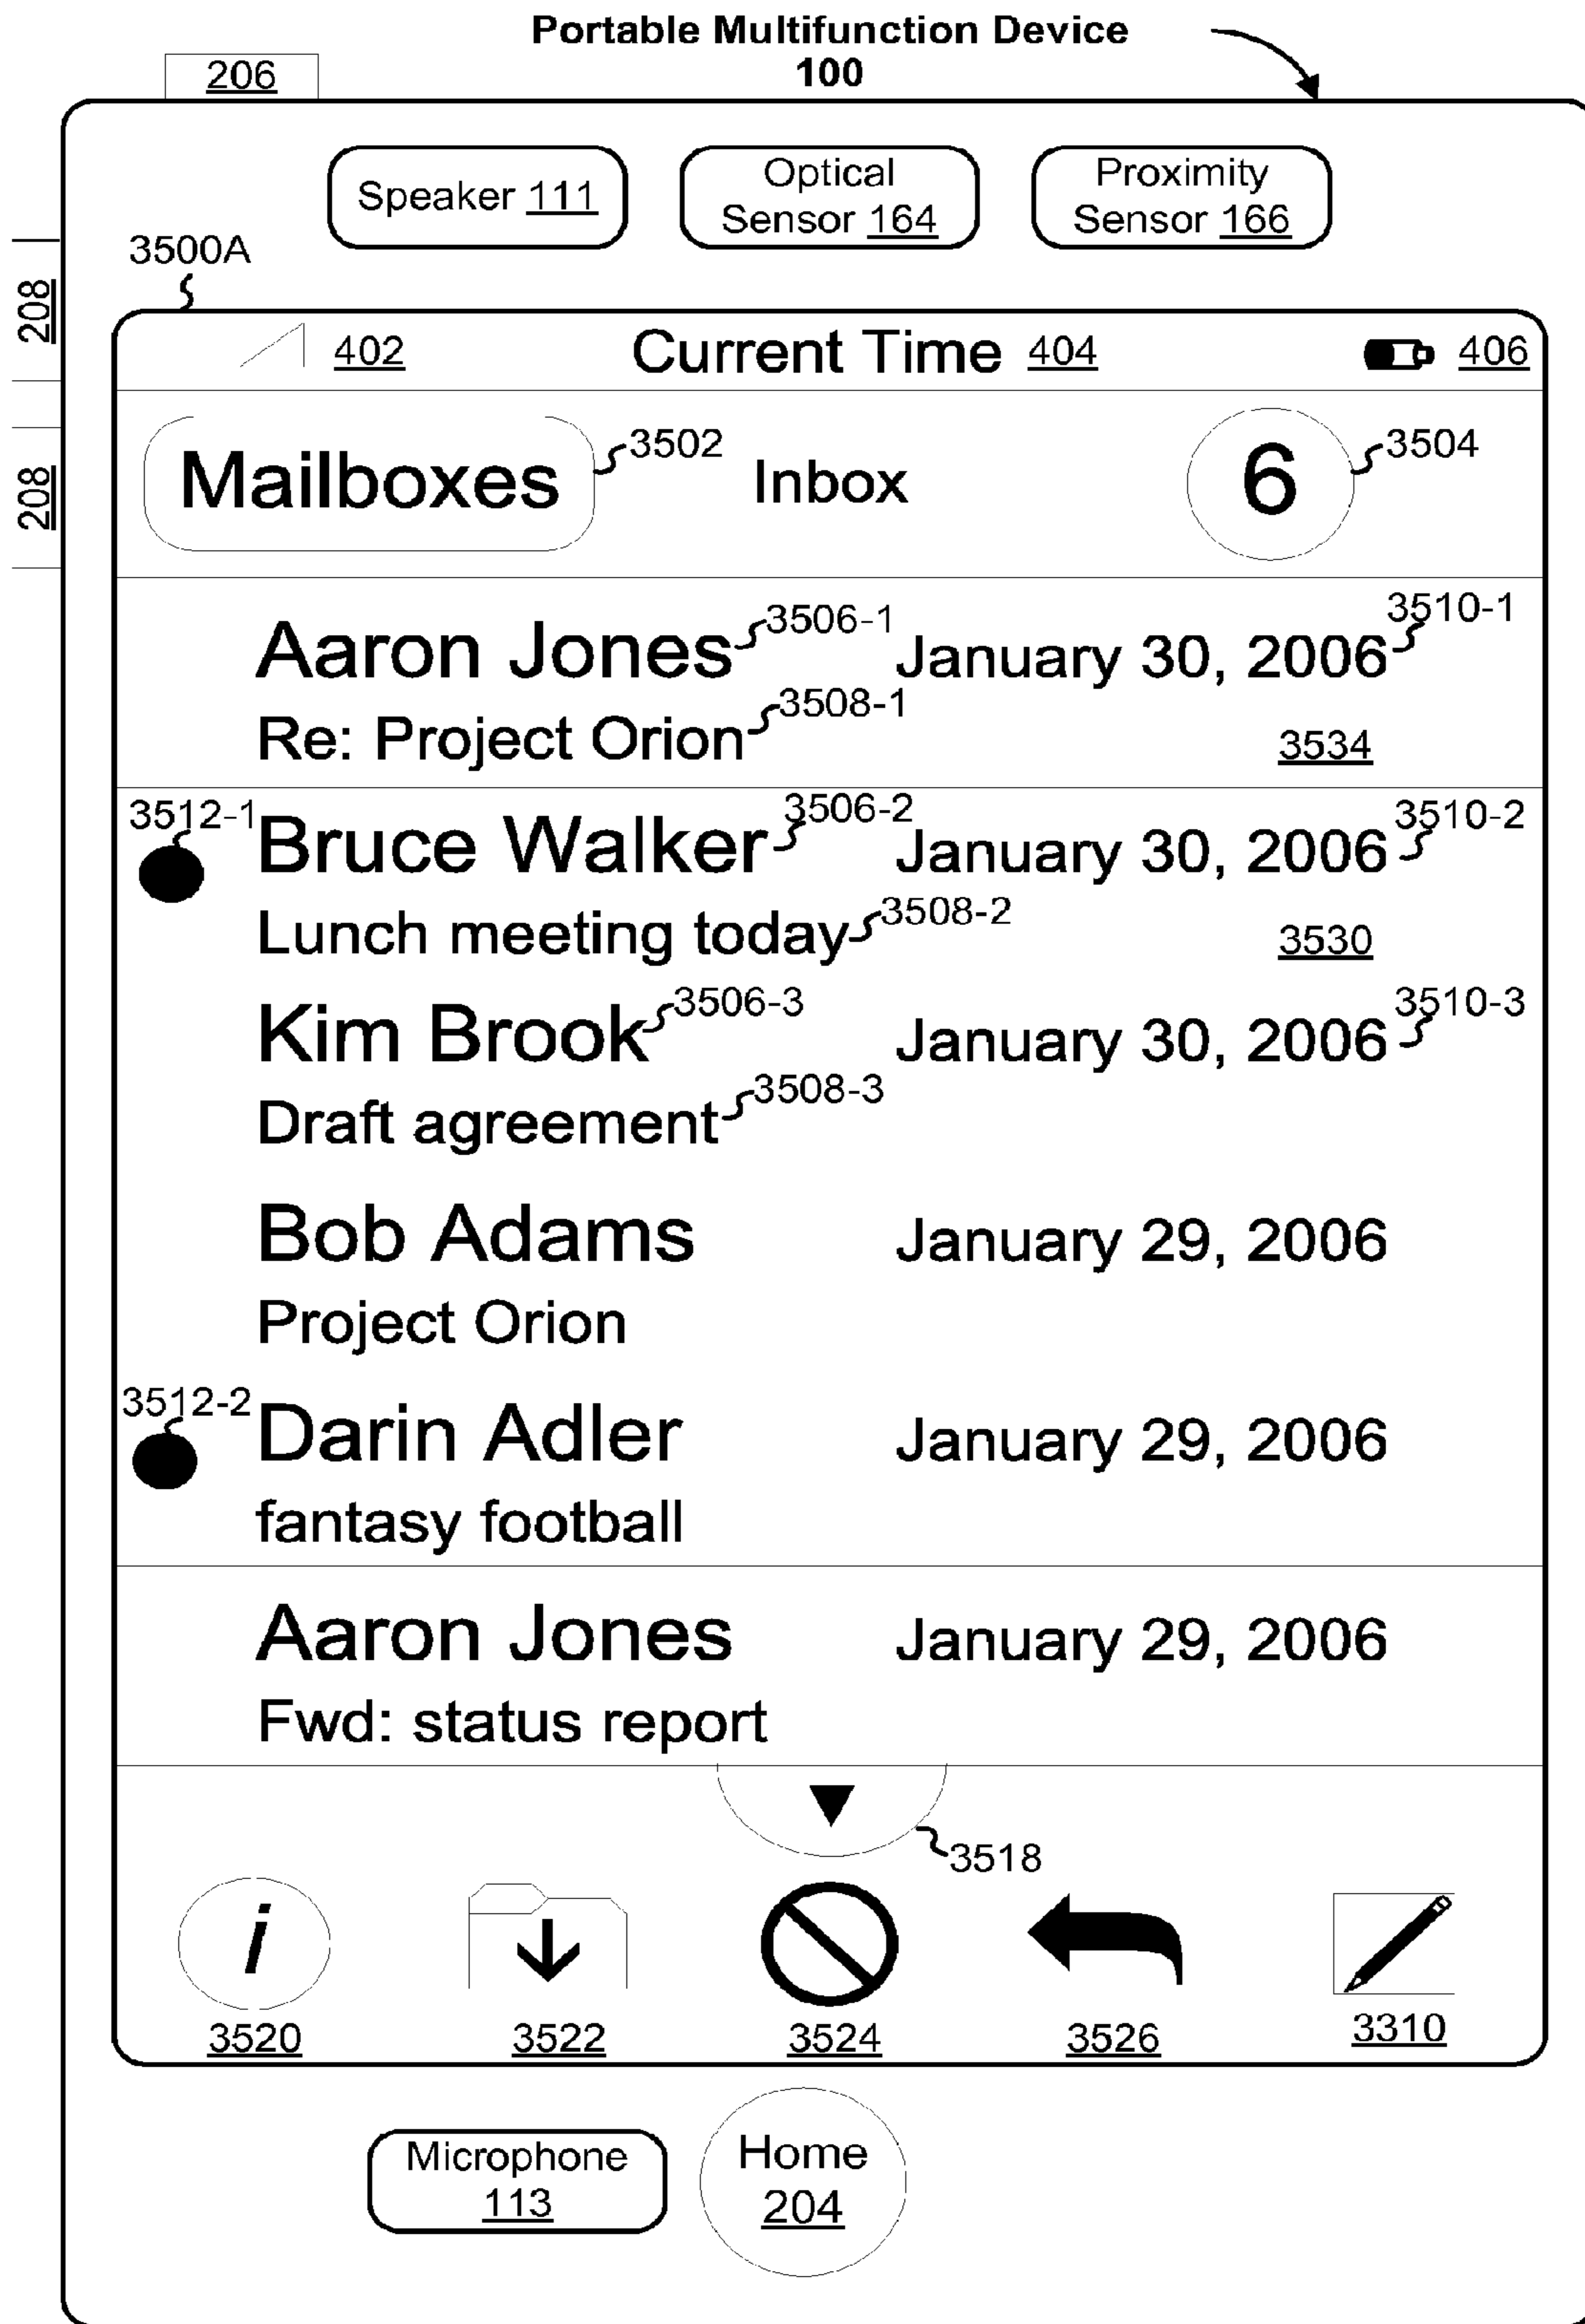 Portable Multifunction Device
100
206
Speaker 111
Optical
Sensor 164
Proximity
Sensor 166
3500A
208
208
402
Current Time 404
406
Mailboxes
3502
Inbox
6
3504
Aaron Jones
3506-1
January 30, 2006
3510-1
Re: Project Orion
3508-1
3534
3512-1
Bruce Walker
3506-2
January 30, 2006
3510-2
Lunch meeting today
3508-2
3530
Kim Brook
3506-3
January 30, 2006
3510-3
Draft agreement
3508-3
Bob Adams
January 29, 2006
Project Orion
3512-2
Darin Adler
January 29, 2006
fantasy football
Aaron Jones
January 29, 2006
Fwd: status report
3518
i
3520
3522
3524
3526
3310
Microphone
113
Home
204